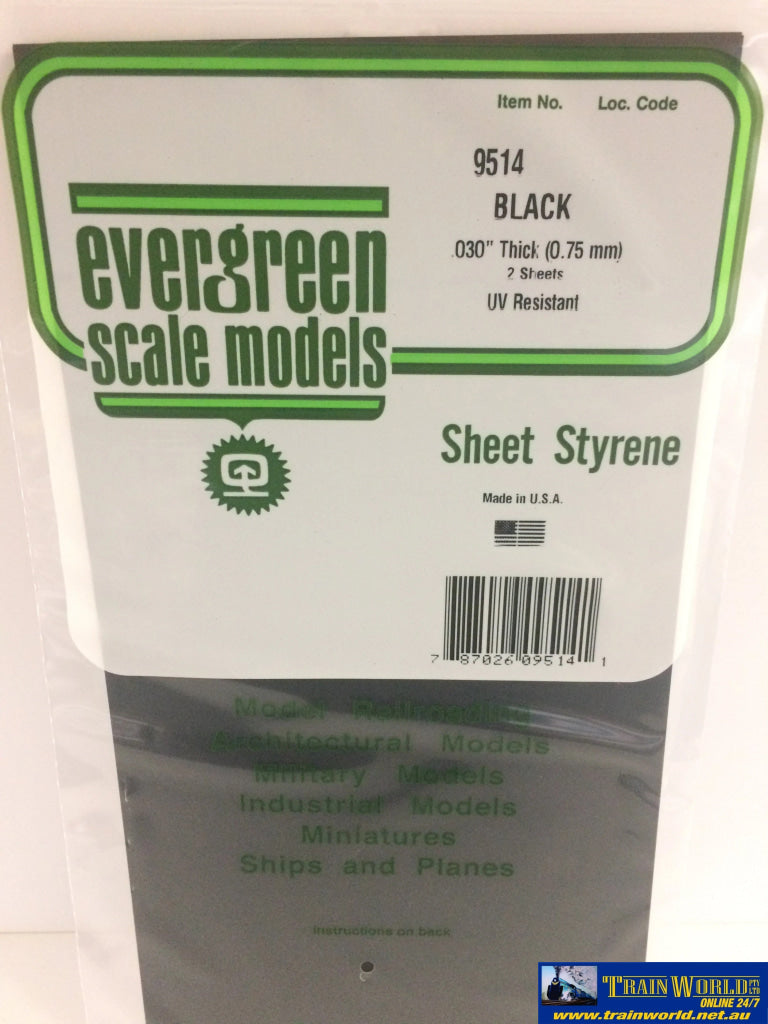 Item No. Loc. Code
9514
BLACK
.030" Thick (0.75 mm)
2 Sheets
UV Resistant
evergreen
scale models
Sheet Styrene
Made in U.S.A.
7 87026 09514 1
Model Railroading
Architectural Models
Military Models
Industrial Models
Miniatures
Ships and Planes
Instructions on back
TRAIN WORLD PTY LTD
ONLINE 24/7
www.trainworld.net.au